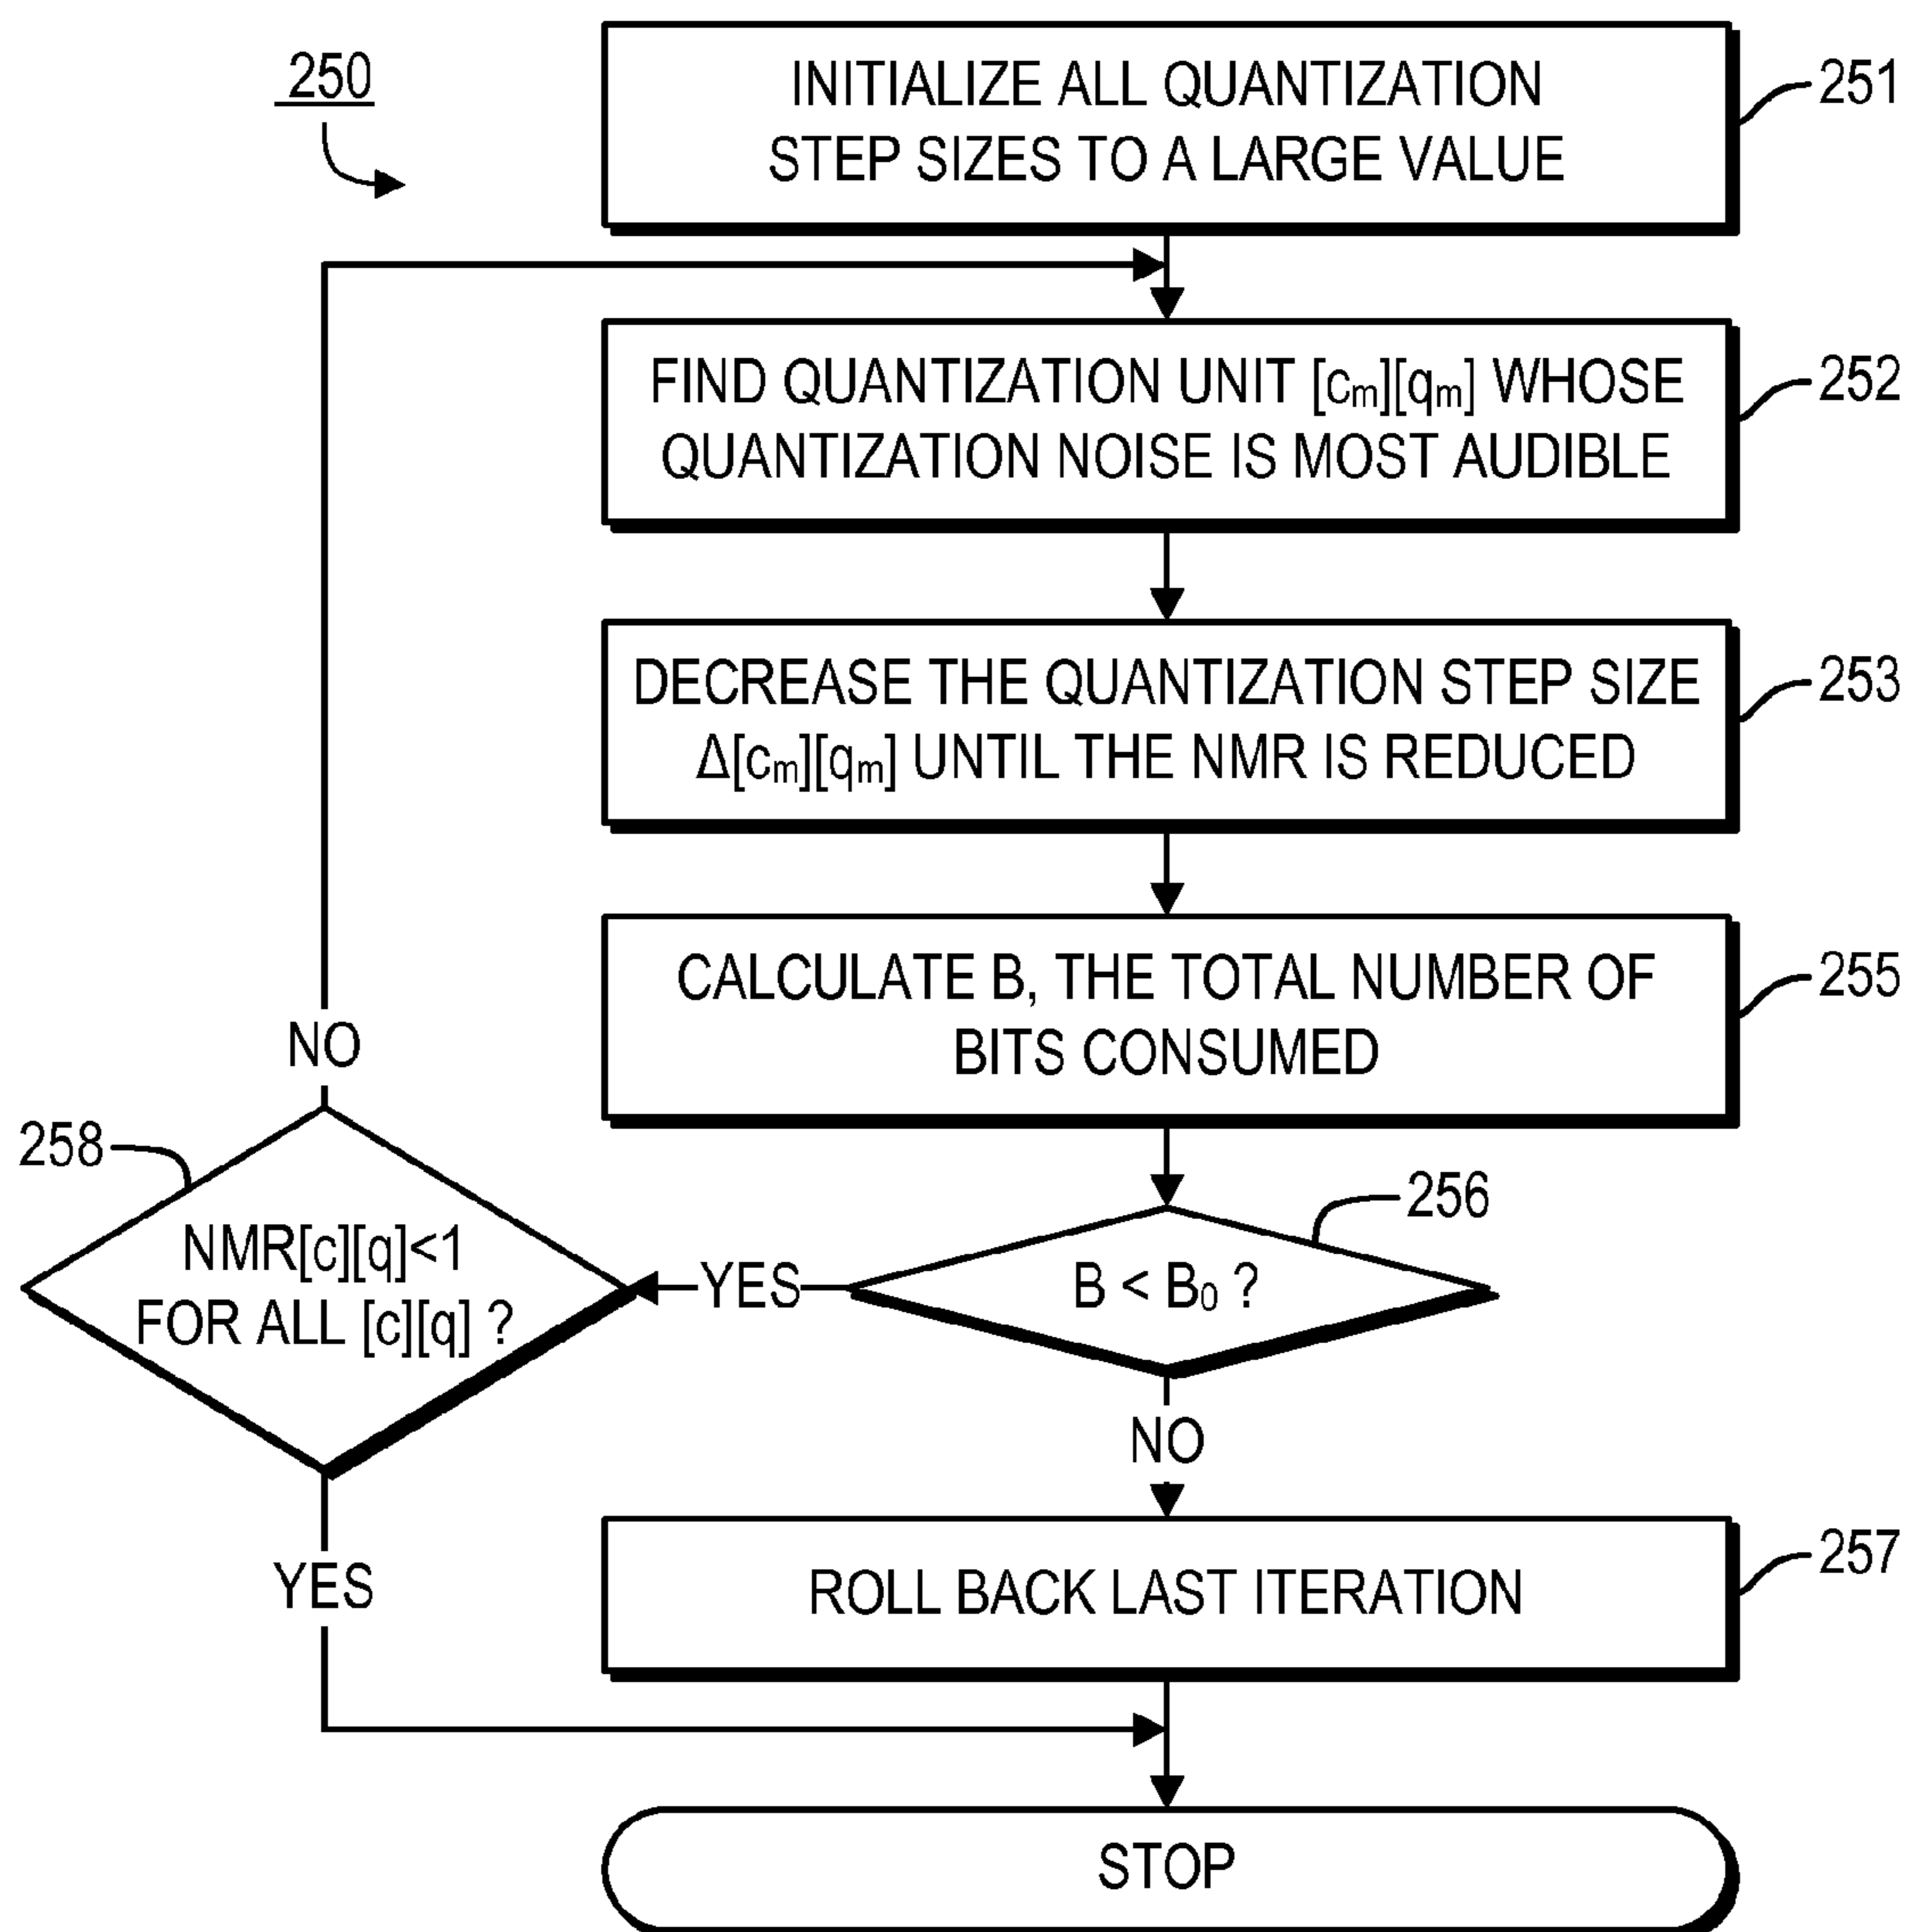 250
INITIALIZE ALL QUANTIZATION
STEP SIZES TO A LARGE VALUE
251
FIND QUANTIZATION UNIT [cₘ][qₘ] WHOSE
QUANTIZATION NOISE IS MOST AUDIBLE
252
DECREASE THE QUANTIZATION STEP SIZE
Δ[cₘ][qₘ] UNTIL THE NMR IS REDUCED
253
CALCULATE B, THE TOTAL NUMBER OF
BITS CONSUMED
255
NO
258
NMR[c][q]<1
FOR ALL [c][q] ?
YES
B < B₀ ?
256
NO
YES
ROLL BACK LAST ITERATION
257
STOP